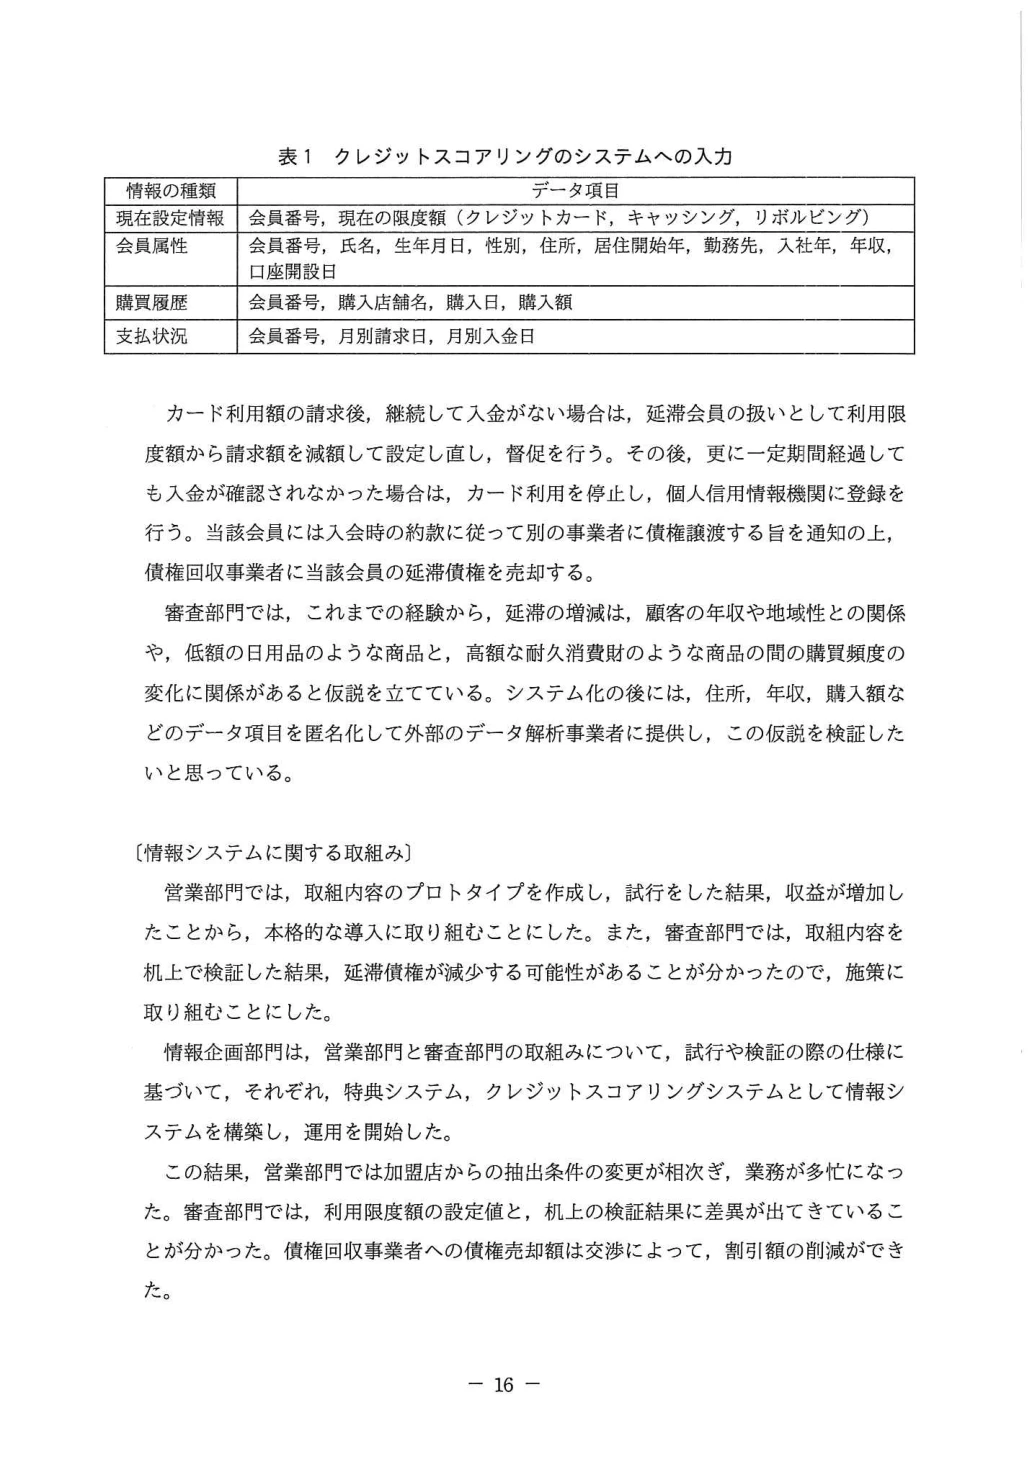 表1 クレジットスコアリングのシステムへの入力
情報の種類 データ項目
現在設定情報 会員番号，現在の限度額（クレジットカード，キャッシング，リボルビング）
会員属性 会員番号，氏名，生年月日，性別，住所，居住開始年，勤務先，入社年，年収，
口座開設日
購買履歴 会員番号，購入店舗名，購入日，購入額
支払状況 会員番号，月別請求日，月別入金日
カード利用額の請求後，継続して入金がない場合は，延滞会員の扱いとして利用限
度額から請求額を減額して設定し直し，督促を行う。その後，更に一定期間経過して
も入金が確認されなかった場合は，カード利用を停止し，個人信用情報機関に登録を
行う。当該会員には入会時の約款に従って別の事業者に債権譲渡する旨を通知の上，
債権回収事業者に当該会員の延滞債権を売却する。
審査部門では，これまでの経験から，延滞の増減は，顧客の年収や地域性との関係
や，低額の日用品のような商品と，高額な耐久消費財のような商品の間の購買頻度の
変化に関係があると仮説を立てている。システム化の後には，住所，年収，購入額な
どのデータ項目を匿名化して外部のデータ解析事業者に提供し，この仮説を検証した
いと思っている。
〔情報システムに関する取組み〕
営業部門では，取組内容のプロトタイプを作成し，試行をした結果，収益が増加し
たことから，本格的な導入に取り組むことにした。また，審査部門では，取組内容を
机上で検証した結果，延滞債権が減少する可能性があることが分かったので，施策に
取り組むことにした。
情報企画部門は，営業部門と審査部門の取組みについて，試行や検証の際の仕様に
基づいて，それぞれ，特典システム，クレジットスコアリングシステムとして情報シ
ステムを構築し，運用を開始した。
この結果，営業部門では加盟店からの抽出条件の変更が相次ぎ，業務が多忙になっ
た。審査部門では，利用限度額の設定値と，机上の検証結果に差異が出てきているこ
とが分かった。債権回収事業者への債権売却額は交渉によって，割引額の削減ができ
た。
－ 16 －